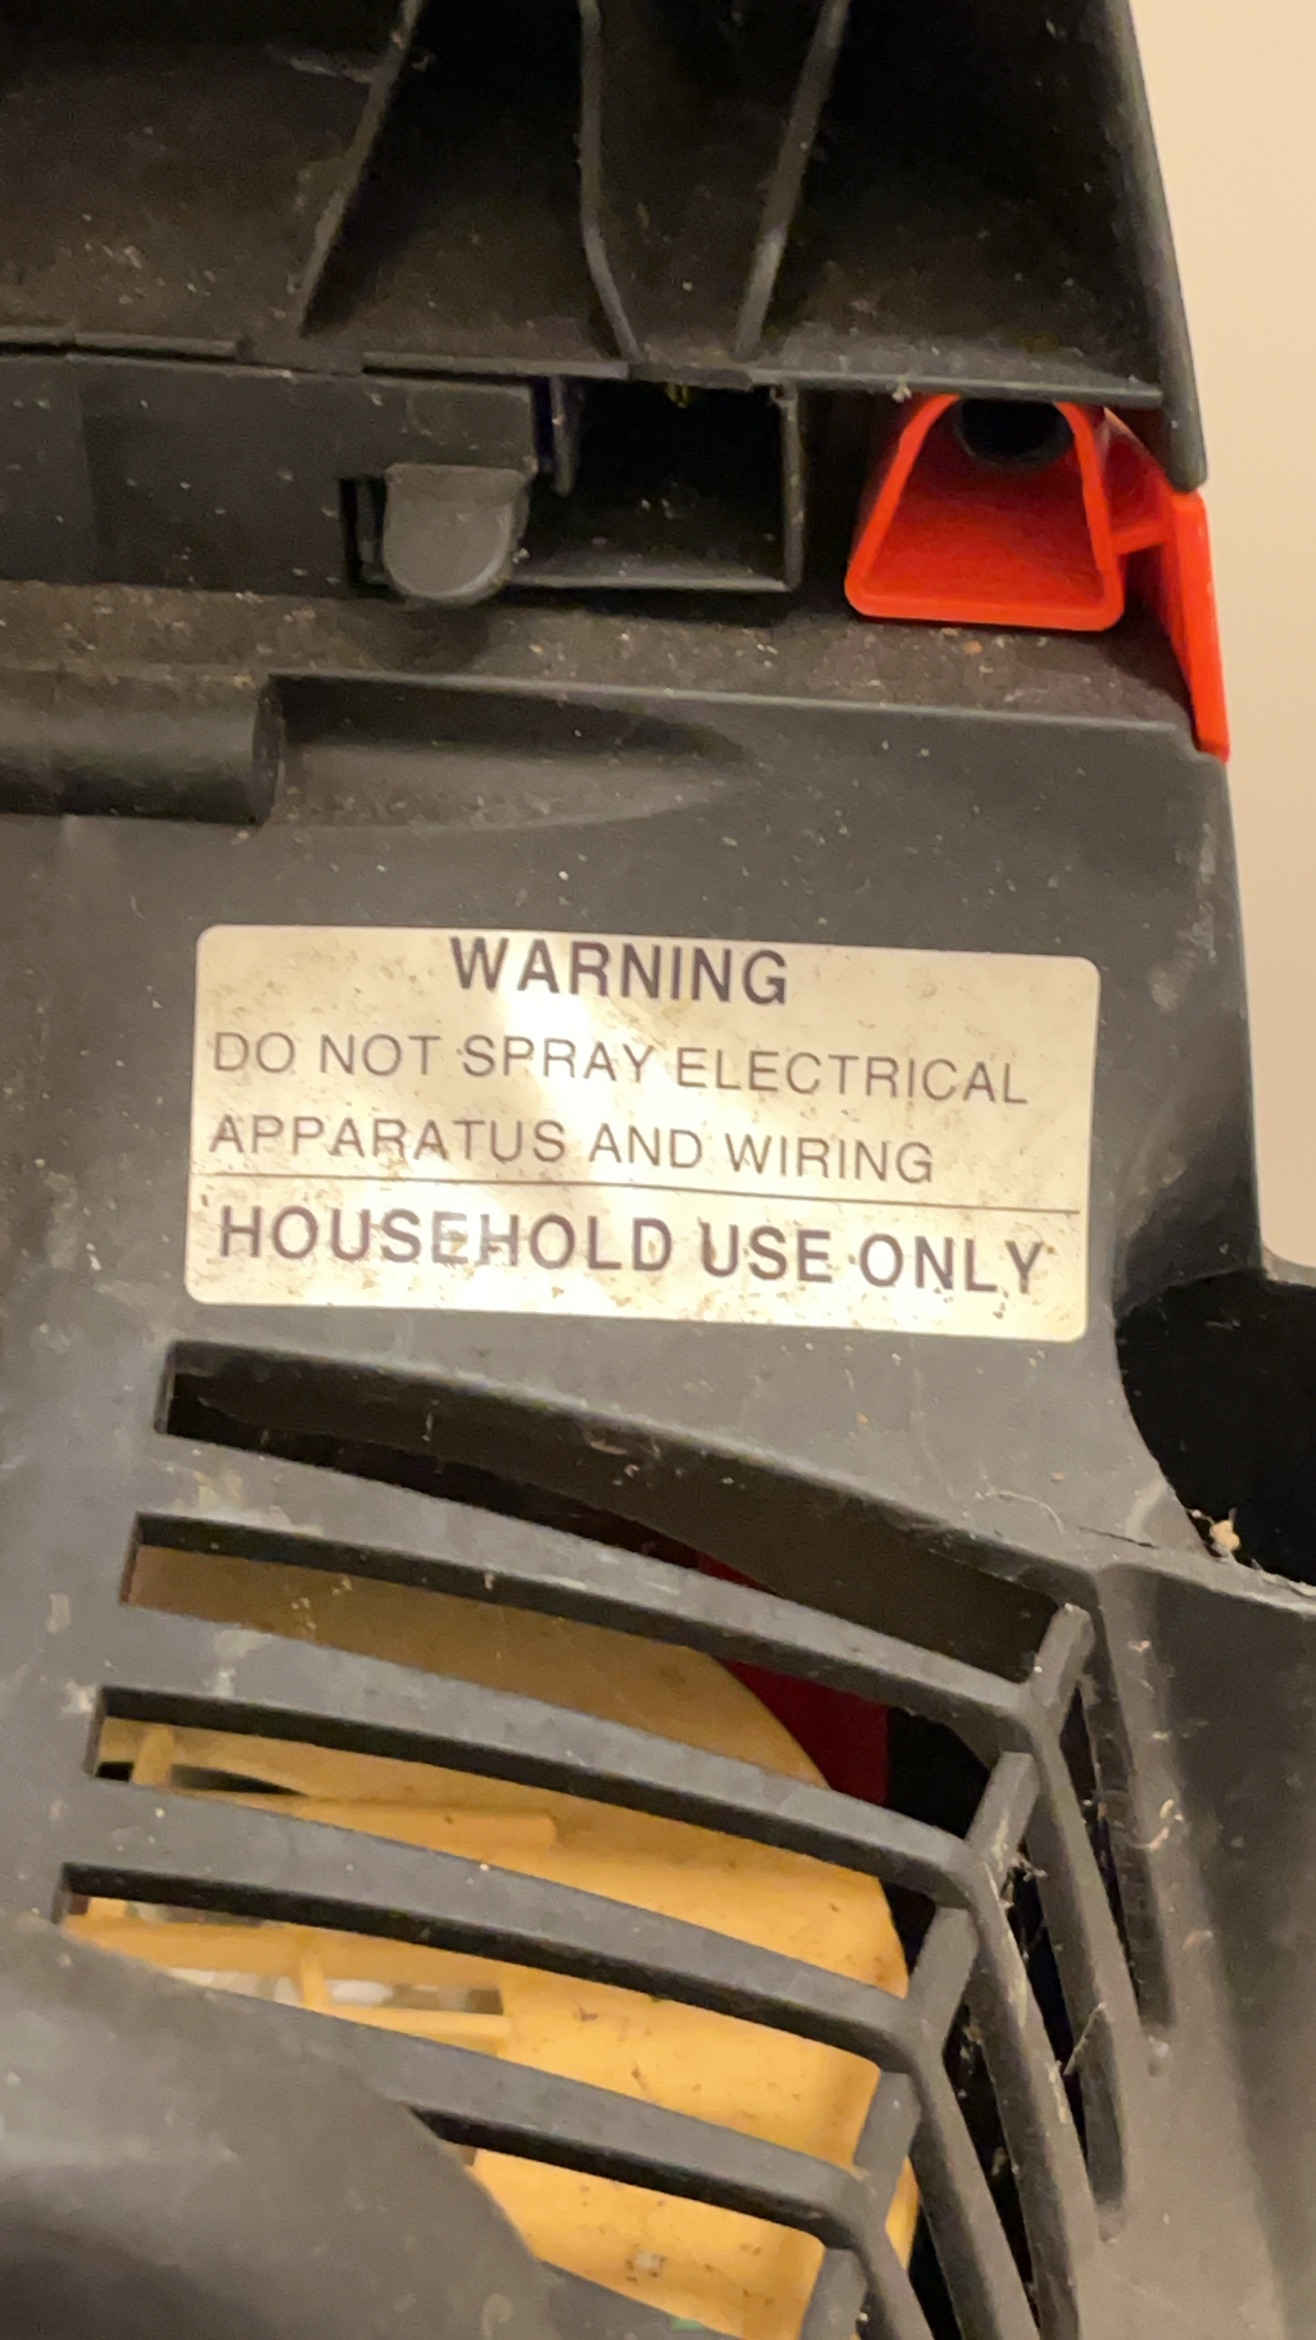 WARNING
DO NOT SPRAY ELECTRICAL
APPARATUS AND WIRING
HOUSEHOLD USE ONLY